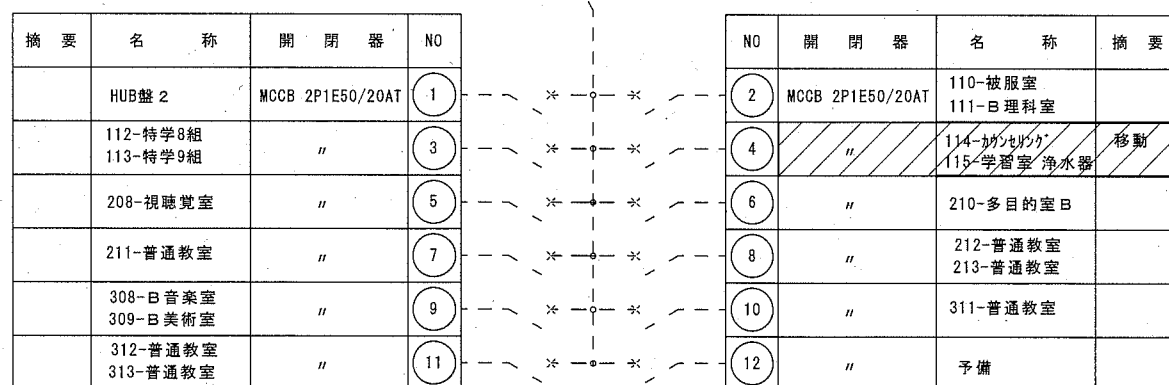 摘 要 名 称 開 閉 器 NO
HUB盤2 MCCB 2P1E50/20AT 1
112-特学8組
113-特学9組 〃 3
208-視聴覚室 〃 5
211-普通教室 〃 7
308-B音楽室
309-B美術室 〃 9
312-普通教室
313-普通教室 〃 11
NO 開 閉 器 名 称 摘 要
2 MCCB 2P1E50/20AT 110-被服室
111-B理科室
4 〃 114-カウンセリング 移動
115-学習室 浄水器
6 〃 210-多目的室B
8 〃 212-普通教室
213-普通教室
10 〃 311-普通教室
12 〃 予備